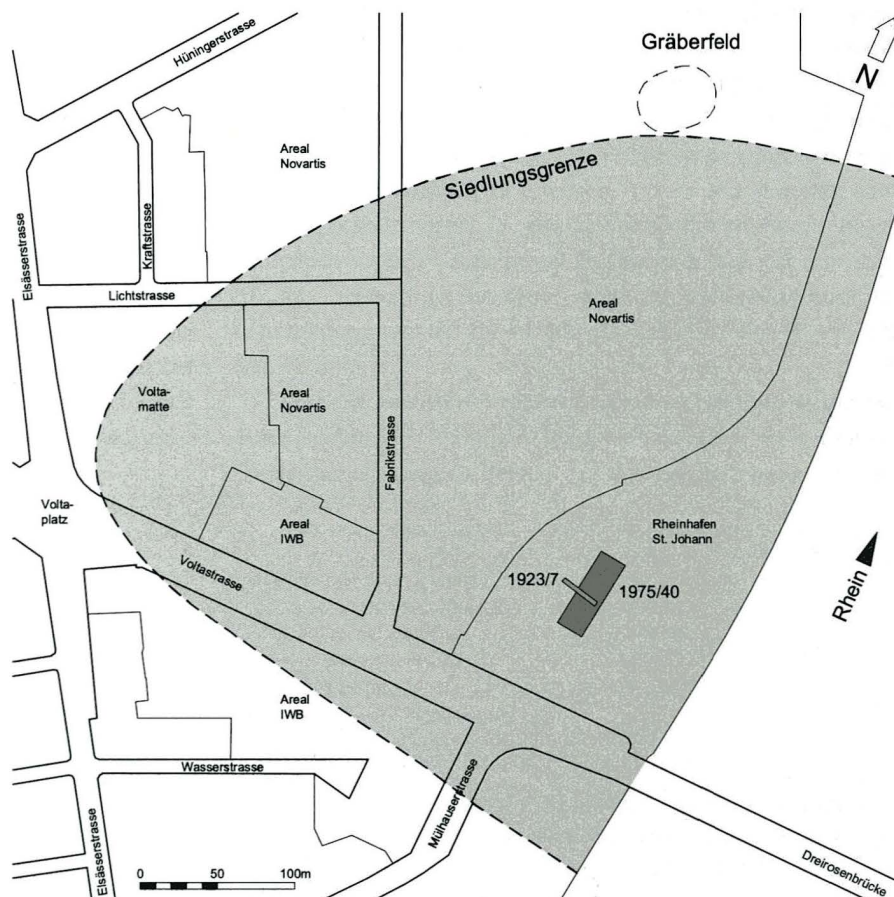 Hüningerstrasse
Gräberfeld
N
Areal
Novartis
Siedlungsgrenze
Elsässerstrasse
Kraftstrasse
Lichtstrasse
Areal
Novartis
Volta-
matte
Areal
Novartis
Fabrikstrasse
Volta-
platz
Areal
IWB
Rheinhafen
St. Johann
Voltastrasse
1923/7
1975/40
Rhein
Areal
IWB
Wasserstrasse
Mülhauserstrasse
Elsässerstrasse
0 50 100m
Dreirosenbrücke